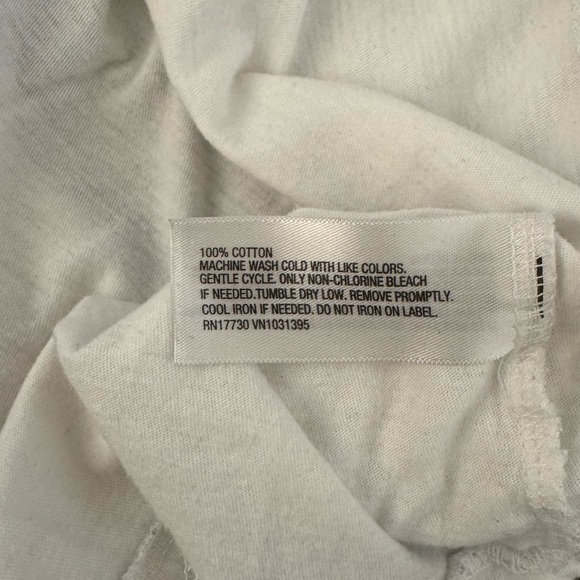 100% COTTON
MACHINE WASH COLD WITH LIKE COLORS.
GENTLE CYCLE. ONLY NON-CHLORINE BLEACH
IF NEEDED.TUMBLE DRY LOW. REMOVE PROMPTLY.
COOL IRON IF NEEDED. DO NOT IRON ON LABEL.
RN17730 VN1031395